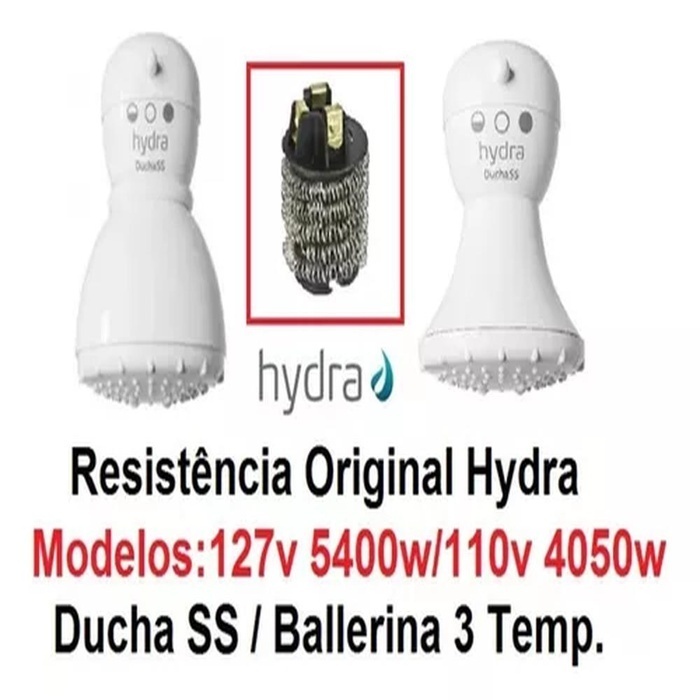 hydra
DuchaSS
hydra
DuchaSS
hydra
Resistência Original Hydra
Modelos:127v 5400w/110v 4050w
Ducha SS / Ballerina 3 Temp.